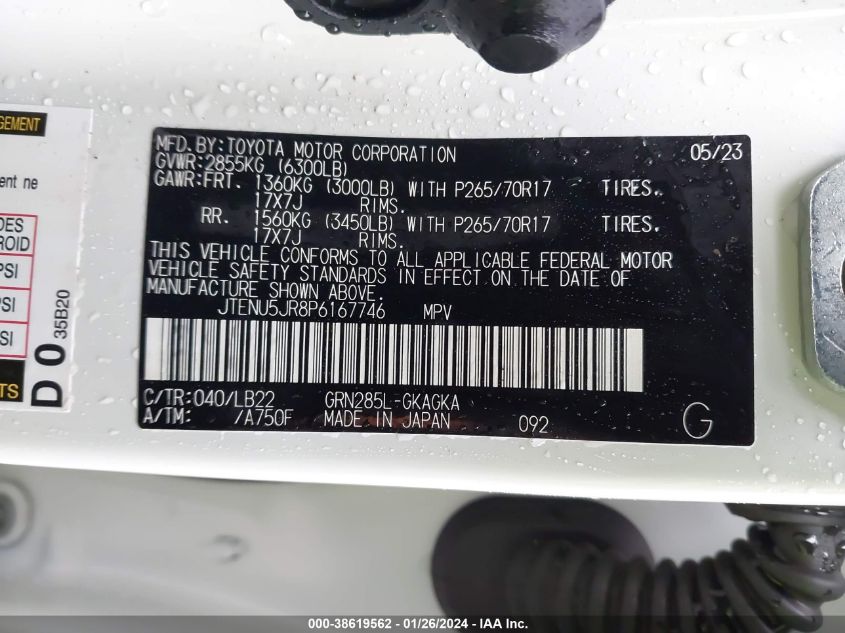 GEMENT
ent ne
DES
ROID
PSI
PSI
SI
TS
D 0 35B20
MFD.BY:TOYOTA MOTOR CORPORATION 05/23
GVWR:2855KG (6300LB)
GAWR:FRT. 1360KG (3000LB) WITH P265/70R17 TIRES.
17X7J RIMS.
RR. 1560KG (3450LB) WITH P265/70R17 TIRES.
17X7J RIMS.
THIS VEHICLE CONFORMS TO ALL APPLICABLE FEDERAL MOTOR
VEHICLE SAFETY STANDARDS IN EFFECT ON THE DATE OF
MANUFACTURE SHOWN ABOVE.
JTENU5JR8P6167746 MPV
C/TR:040/LB22 GRN285L-GKAGKA
A/TM: /A750F MADE IN JAPAN 092 G
000-38619562 - 01/26/2024 - IAA Inc.